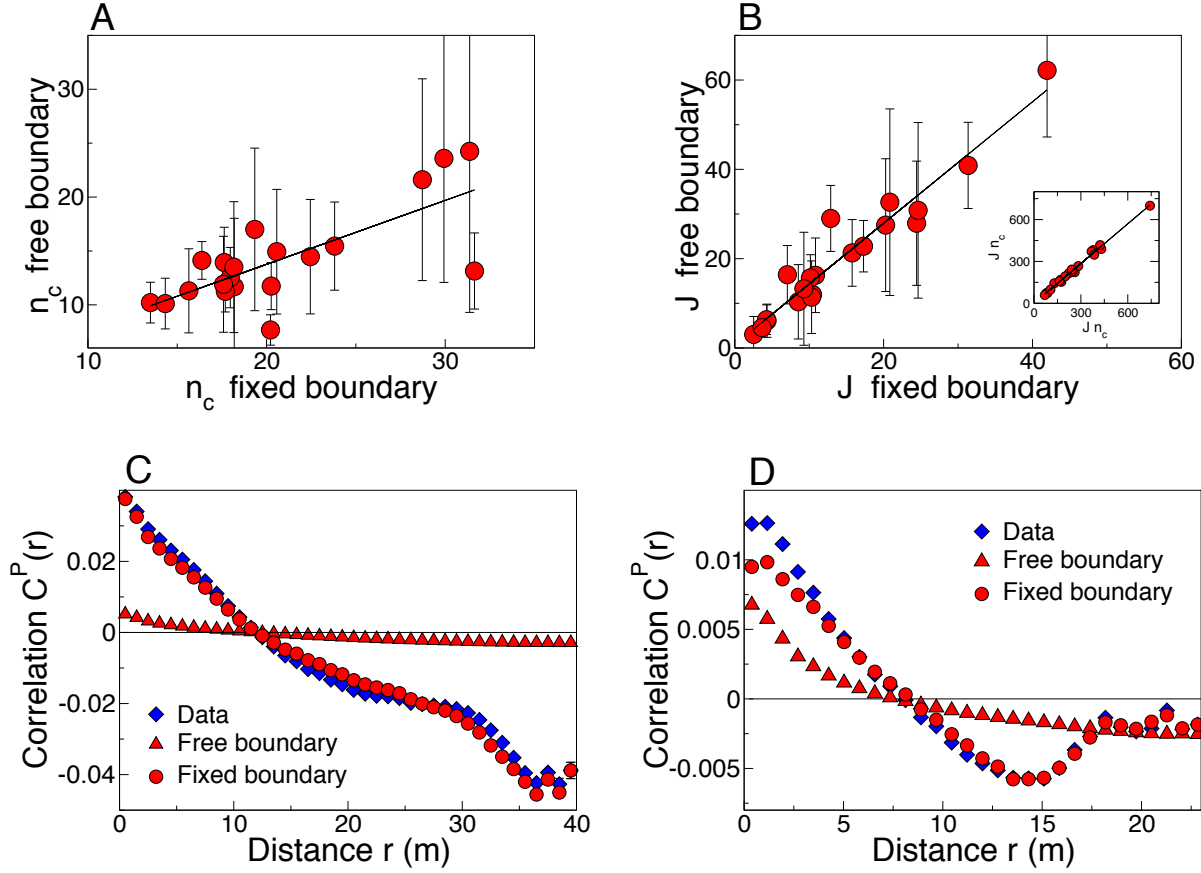 A
n_c free boundary
30
20
10
10
20
30
n_c fixed boundary
B
J free boundary
60
40
20
0
0
20
40
60
J fixed boundary
J n_c
600
300
0
0
300
600
J n_c
C
Correlation C^P(r)
0.02
0
-0.02
-0.04
Data
Free boundary
Fixed boundary
0
10
20
30
40
Distance r (m)
D
Correlation C^P(r)
0.01
0.005
0
-0.005
Data
Free boundary
Fixed boundary
0
5
10
15
20
Distance r (m)